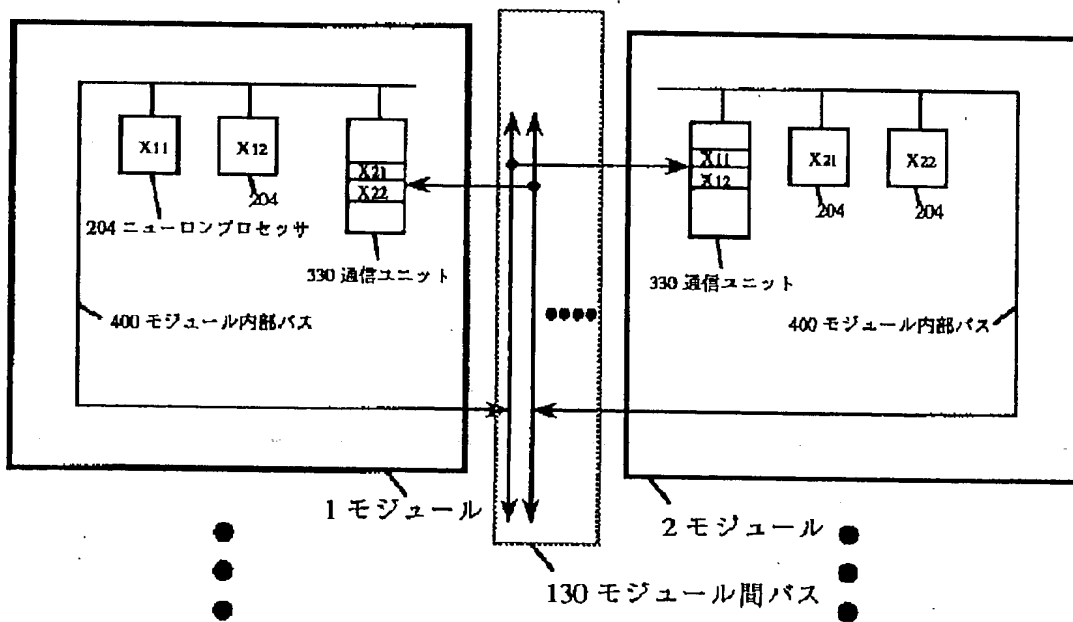 X11
X12
X21
X22
204
204 ニューロンプロセッサ
330 通信ユニット
400 モジュール内部バス
1 モジュール
X11
X12
X21
X22
204
204
330 通信ユニット
400 モジュール内部バス
2 モジュール
130 モジュール間バス